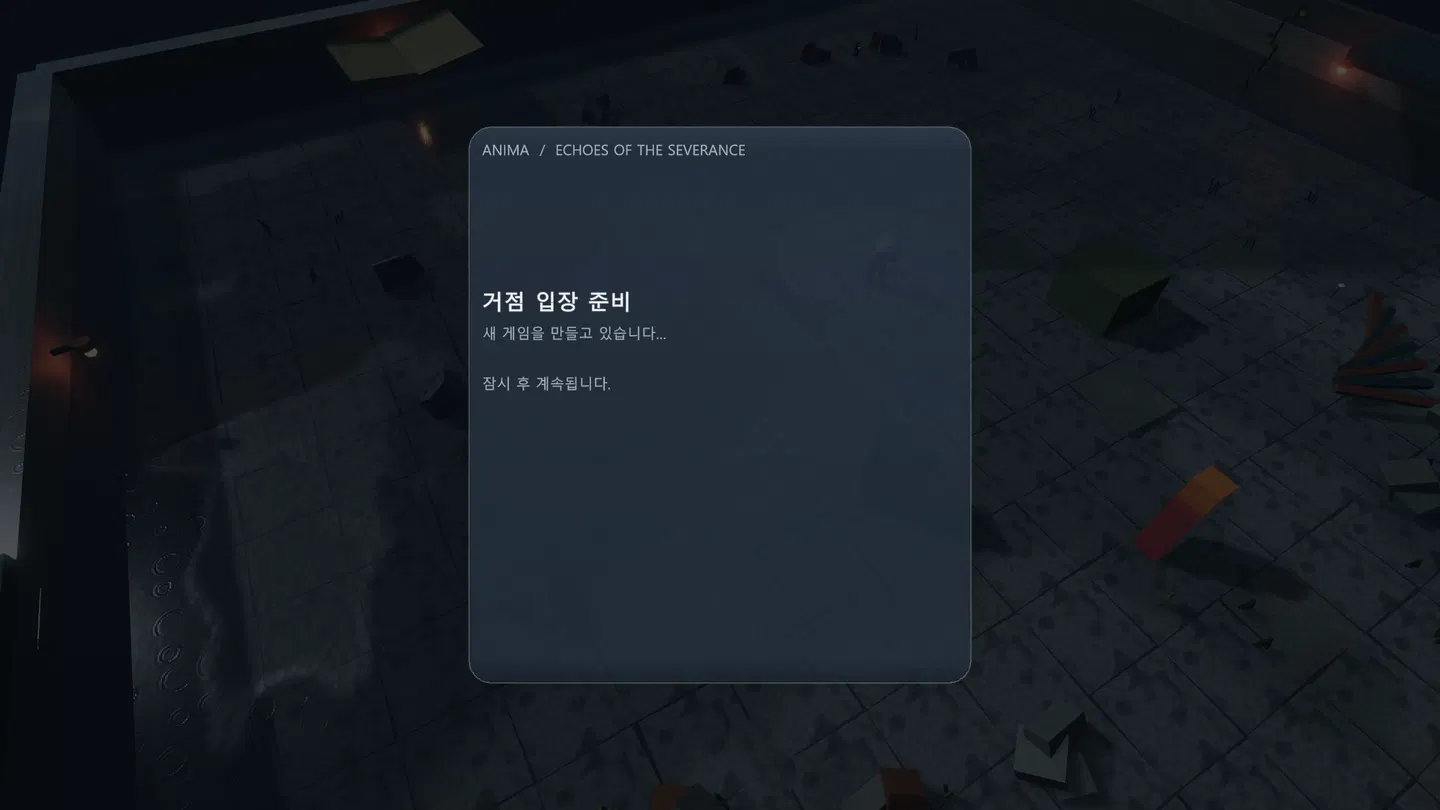 ANIMA / ECHOES OF THE SEVERANCE
거점 입장 준비
새 게임을 만들고 있습니다...
잠시 후 계속됩니다.